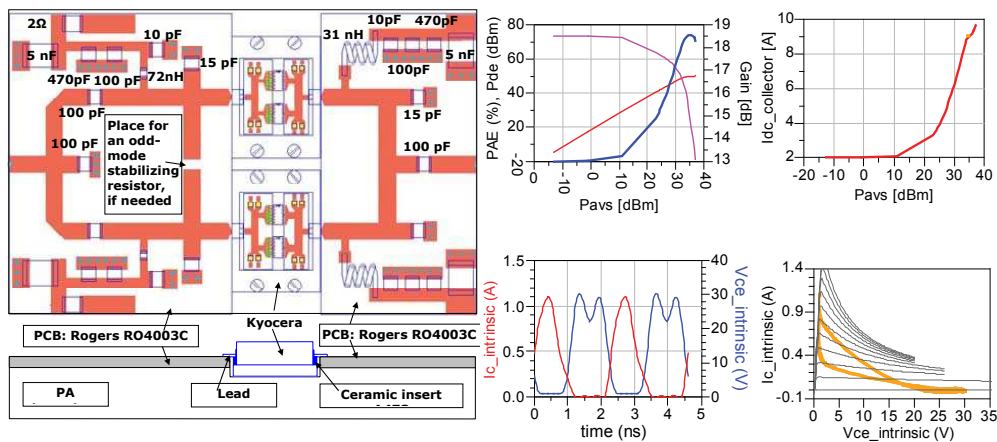 2Ω
10 pF
5 nF
15 pF
470pF 100 pF
72nH
100 pF
100 pF
100 pF
Place for
an odd-
mode
stabilizing
resistor,
if needed
10pF
470pF
31 nH
5 nF
100pF
15 pF
100 pF
PCB: Rogers RO4003C
Kyocera
PCB: Rogers RO4003C
PA
Lead
Ceramic insert
PAE (%), Pde (dBm)
80
60
40
20
0
-20
-10
0
10
20
30
40
Pavs [dBm]
19
18
17
16
15
14
13
Gain [dB]
Idc_collector [A]
10
8
6
4
2
-20
-10
0
10
20
30
40
Pavs [dBm]
Ic_intrinsic (A)
1.5
1.0
0.5
0.0
0
1
2
3
4
5
time (ns)
40
30
20
10
0
Vce_intrinsic (V)
Ic_intrinsic (A)
1.4
0.9
0.4
-0.1
0
5
10
15
20
25
30
35
Vce_intrinsic (V)